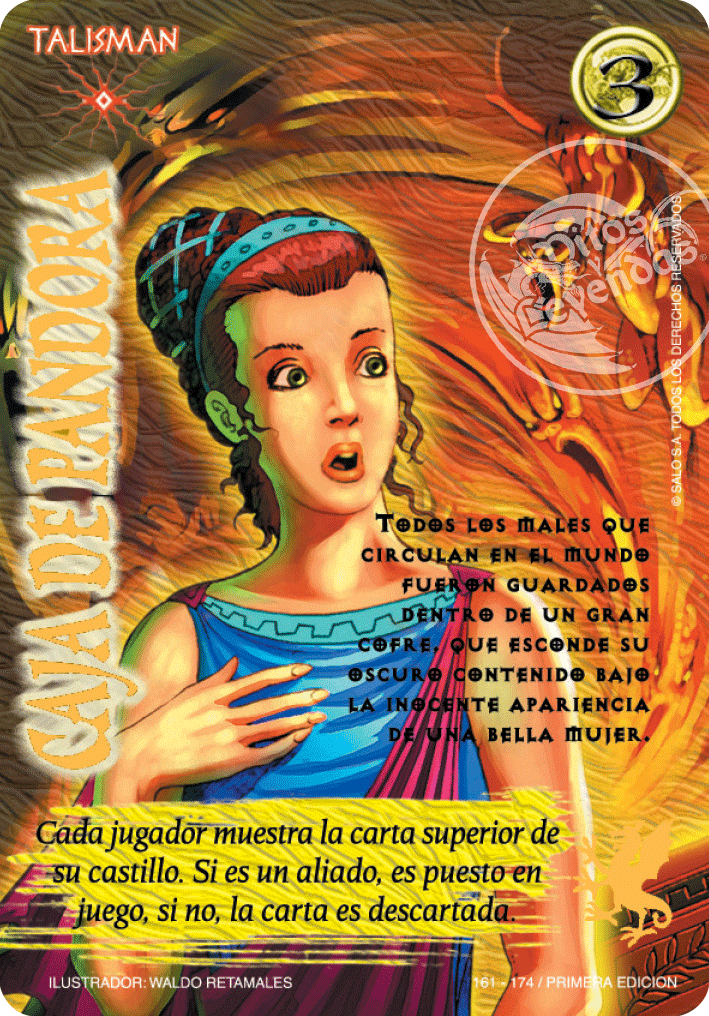 TALISMAN
3
CAJA DE PANDORA
Mitos
Leyendas
© SALO S.A. TODOS LOS DERECHOS RESERVADOS
TODOS LOS MALES QUE
CIRCULAN EN EL MUNDO
FUERON GUARDADOS
DENTRO DE UN GRAN
COFRE, QUE ESCONDE SU
OSCURO CONTENIDO BAJO
LA INOCENTE APARIENCIA
DE UNA BELLA MUJER.
Cada jugador muestra la carta superior de
su castillo. Si es un aliado, es puesto en
juego, si no, la carta es descartada.
ILUSTRADOR: WALDO RETAMALES
161 - 174 / PRIMERA EDICION